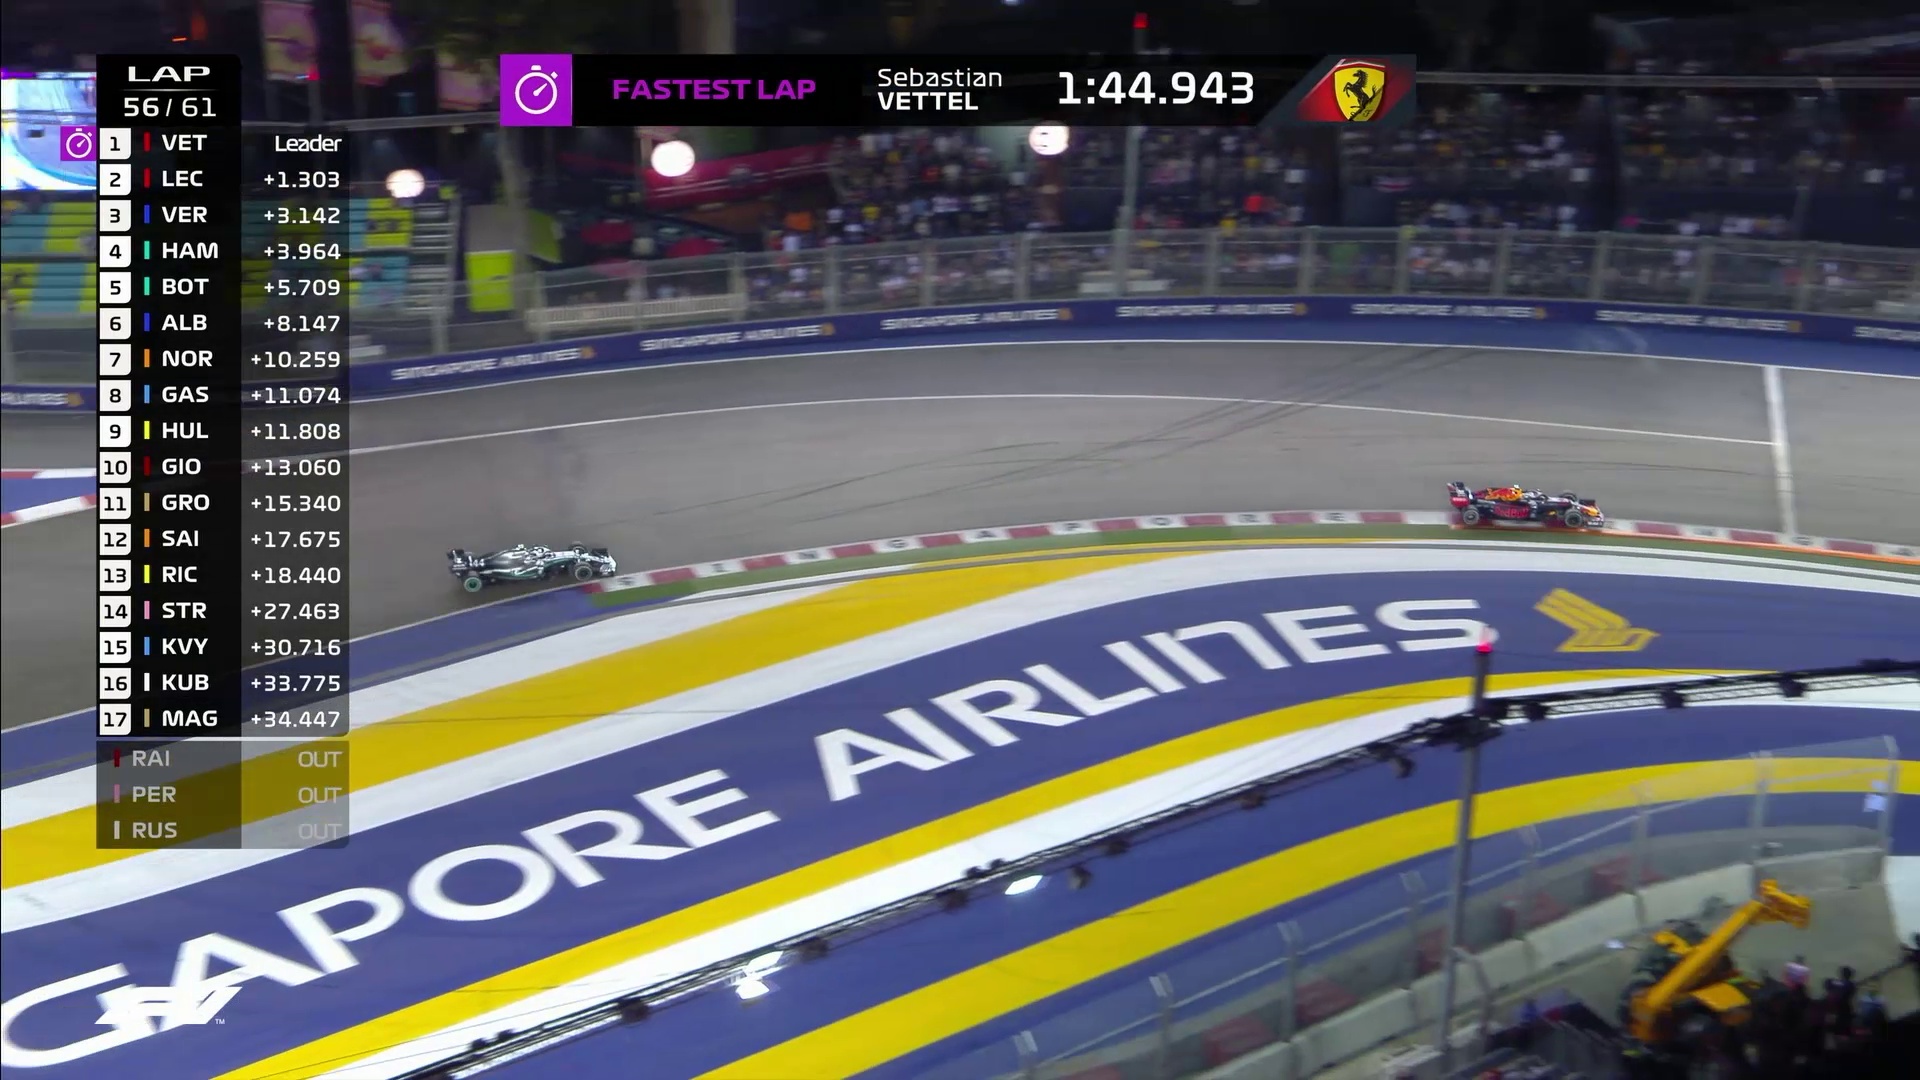 LAP
56/61
FASTEST LAP
Sebastian
VETTEL
1:44.943
1 VET Leader
2 LEC +1.303
3 VER +3.142
4 HAM +3.964
5 BOT +5.709
6 ALB +8.147
7 NOR +10.259
8 GAS +11.074
9 HUL +11.808
10 GIO +13.060
11 GRO +15.340
12 SAI +17.675
13 RIC +18.440
14 STR +27.463
15 KVY +30.716
16 KUB +33.775
17 MAG +34.447
RAI OUT
PER OUT
RUS OUT
SINGAPORE AIRLINES
SINGAPORE AIRLINES
SINGAPORE AIRLINES
SINGAPORE AIRLINES
SINGAPORE AIRLINES
SINGAPORE AIRLINES
SINGAPORE
44
GAPORE AIRLINES